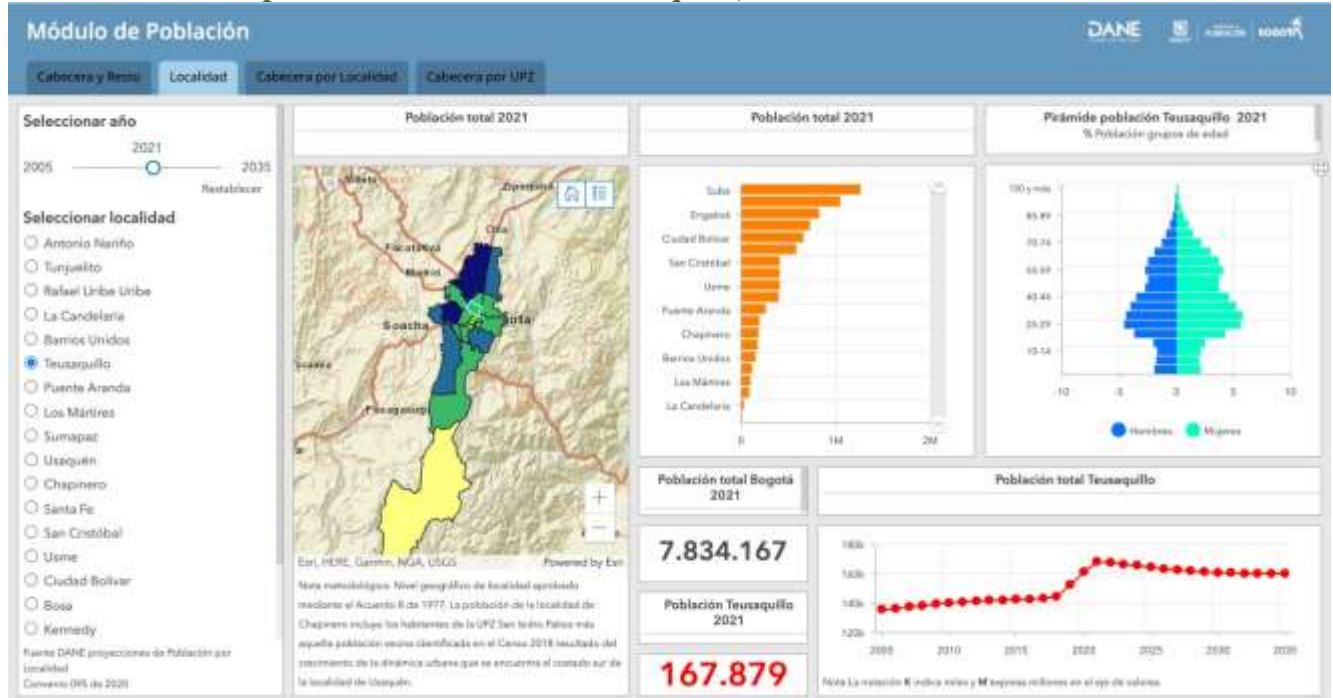 Módulo de Población
DANE
BOGOTÁ
Cabecera y Resto
Localidad
Cabecera por Localidad
Cabecera por UPZ
Seleccionar año
2021
2005
2035
Restablecer
Seleccionar localidad
Antonio Nariño
Tunjuelito
Rafael Uribe Uribe
La Candelaria
Barrios Unidos
Teusaquillo
Puente Aranda
Los Mártires
Sumapaz
Usaquén
Chapinero
Santa Fe
San Cristóbal
Usme
Ciudad Bolívar
Bosa
Kennedy
Fuente DANE proyecciones de Población por
Localidad
Convenio 095 de 2020
Población total 2021
Facatativá
Madrid
Soacha
Chía
Fusagasugá
Esri, HERE, Garmin, NGA, USGS
Powered by Esri
Nota metodológica: Nivel geográfico de localidad aprobado
mediante el Acuerdo 8 de 1977. La población de la localidad de
Chapinero incluye los habitantes de la UPZ San Isidro Patios más
aquella población vecina identificada en el Censo 2018 resultado del
crecimiento de la dinámica urbana que se encuentra al costado sur de
la localidad de Usaquén.
Población total 2021
Suba
Engativá
Ciudad Bolívar
San Cristóbal
Usme
Puente Aranda
Chapinero
Barrios Unidos
Los Mártires
La Candelaria
0
1M
2M
Pirámide población Teusaquillo 2021
% Población grupos de edad
100 y más
85-89
70-74
55-59
40-44
25-29
10-14
-10
-5
0
5
10
Hombres
Mujeres
Población total Bogotá
2021
7.834.167
Población Teusaquillo
2021
167.879
Población total Teusaquillo
180k
160k
140k
120k
2005
2010
2015
2020
2025
2030
2035
Nota La notación K indica miles y M expresa millones en el eje de valores.